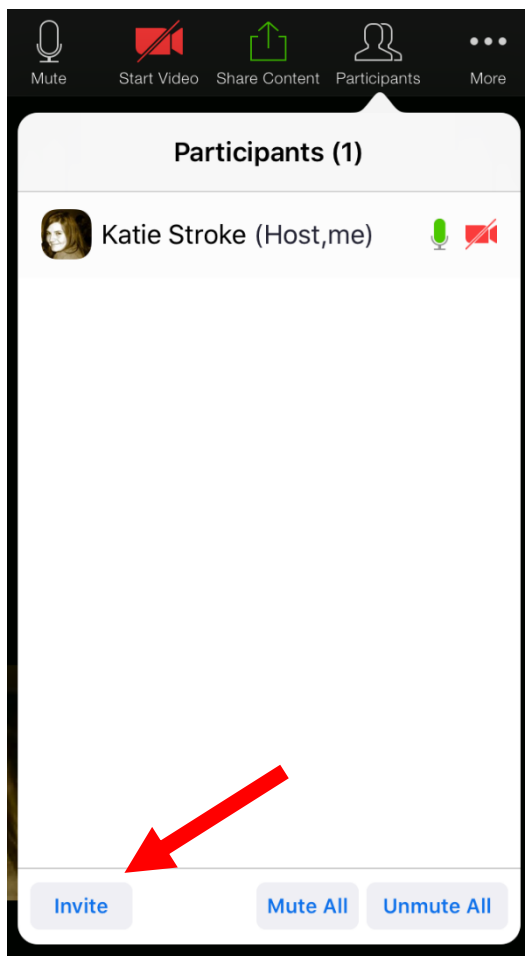 Mute Start Video Share Content Participants More
Participants (1)
Katie Stroke (Host,me)
Invite Mute All Unmute All